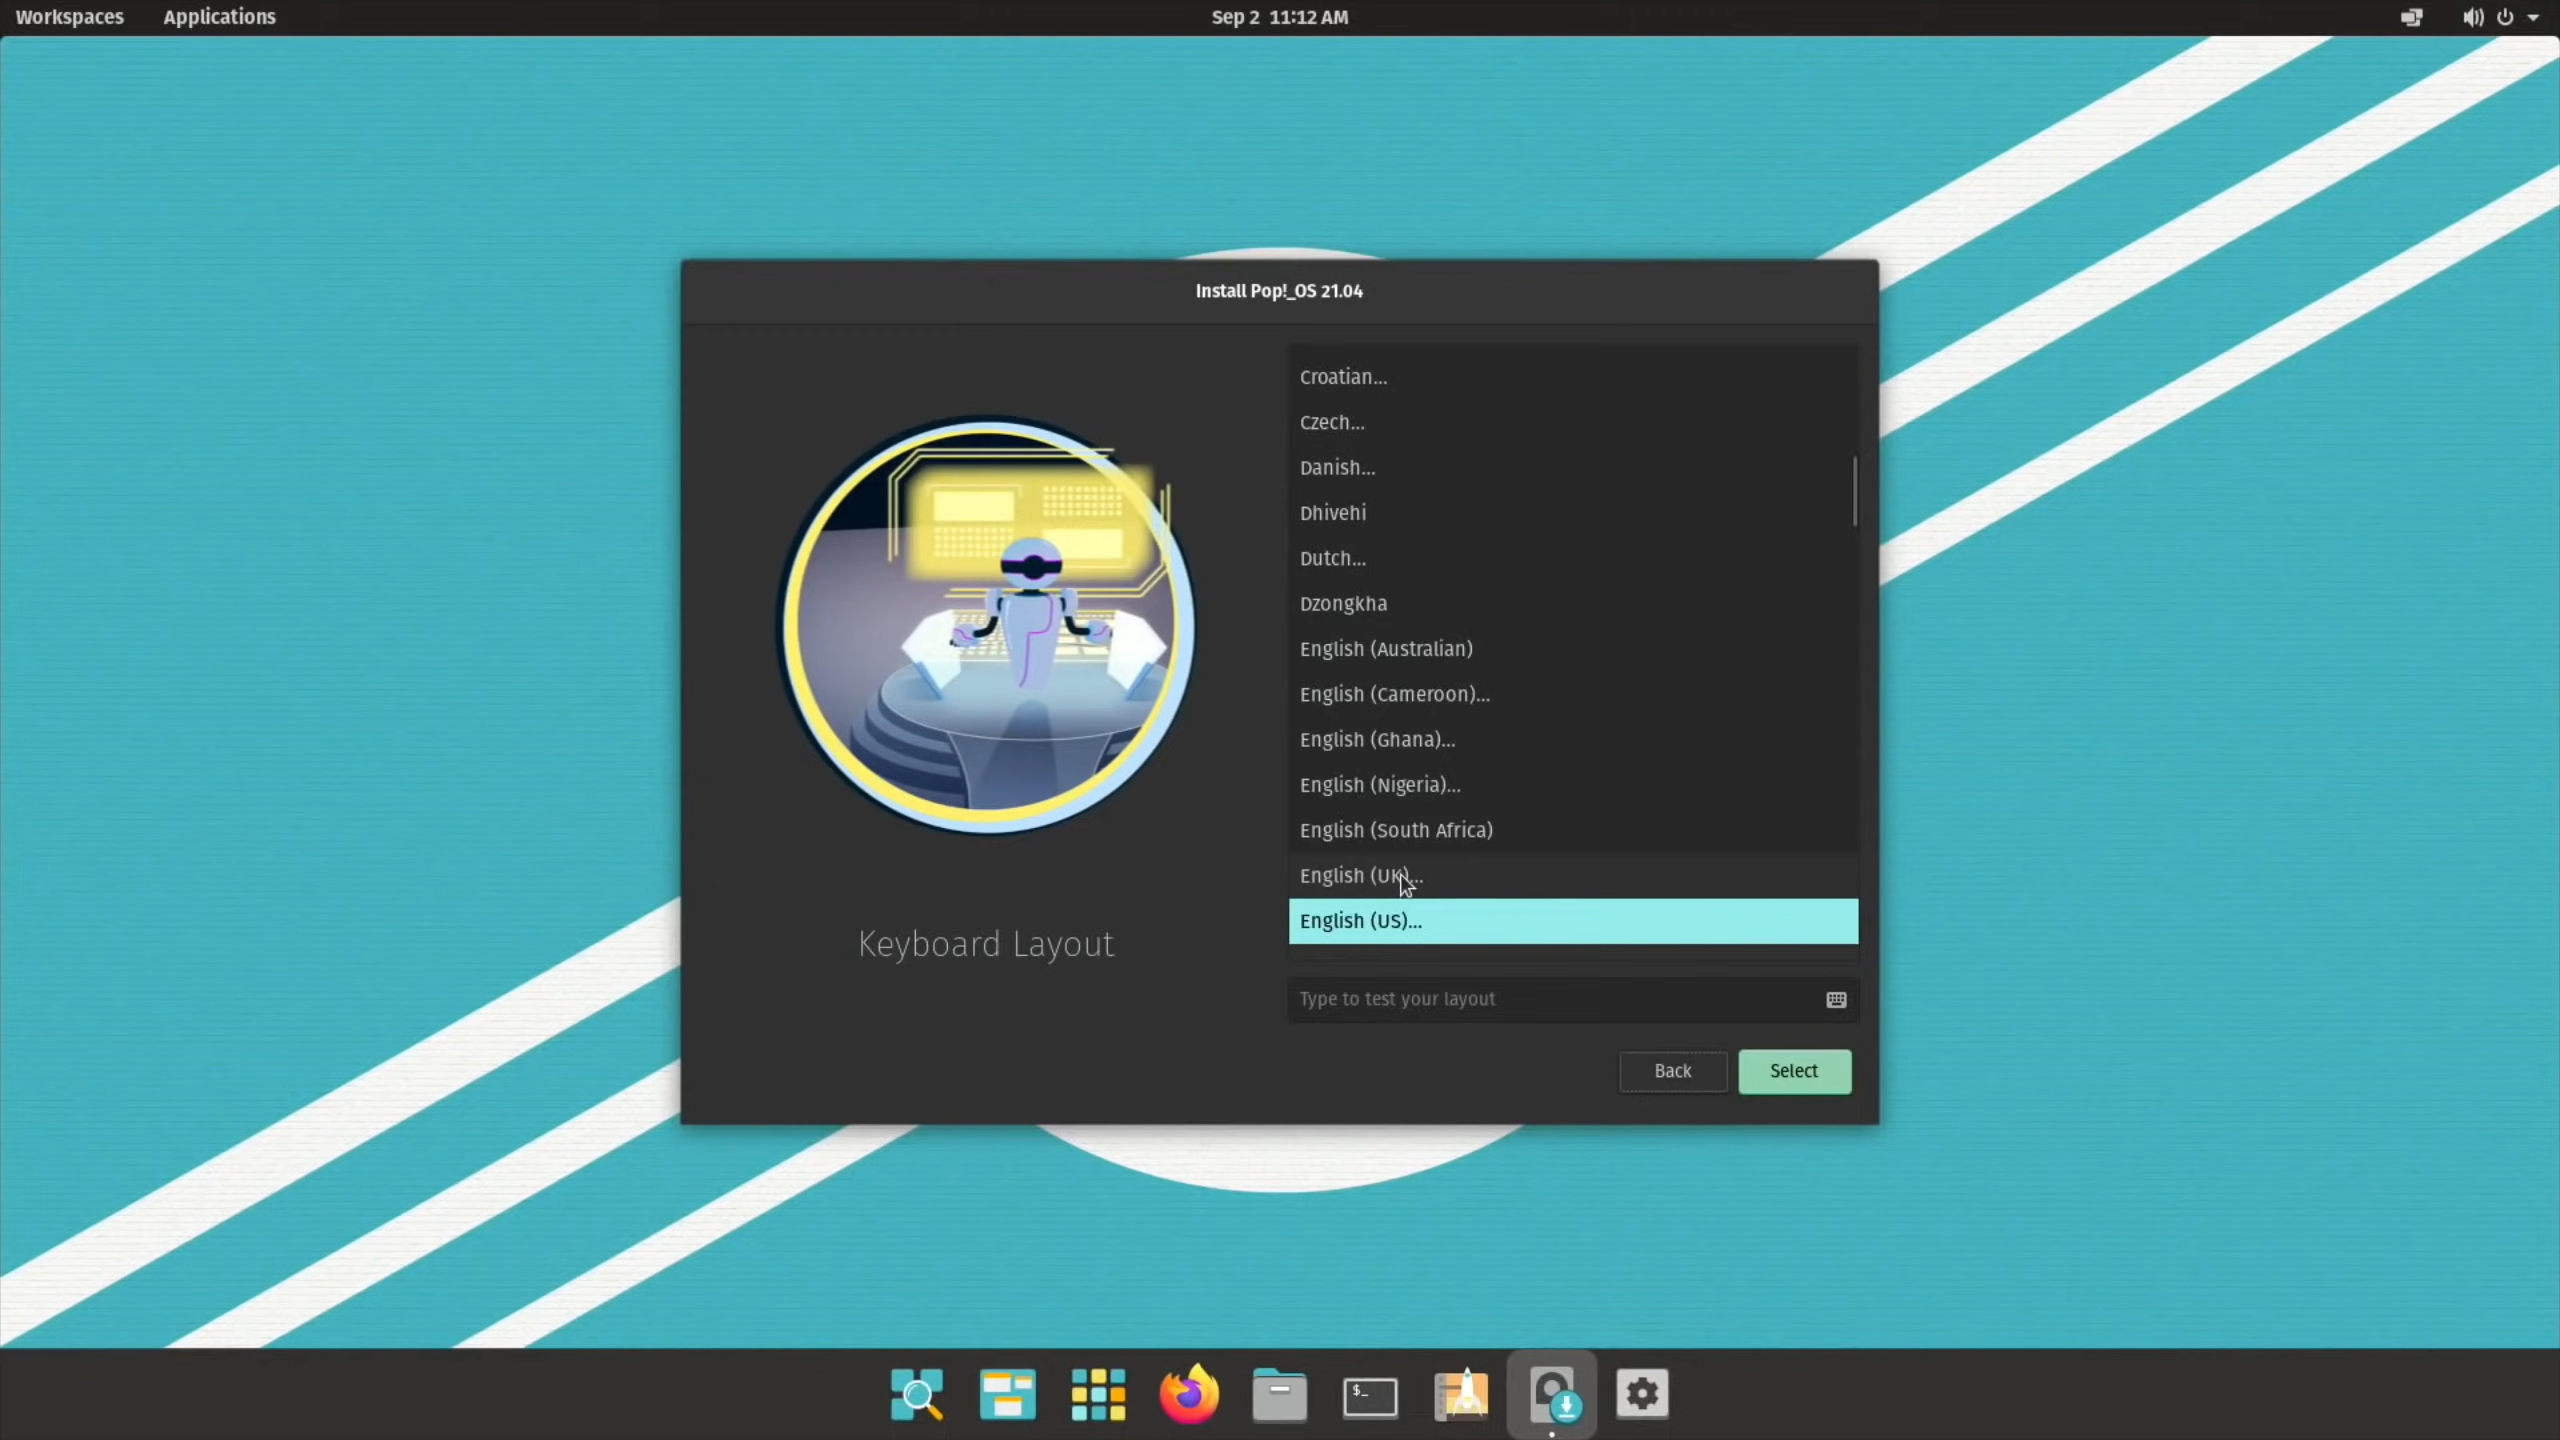 Workspaces Applications Sep 2 11:12 AM
Install Pop!_OS 21.04
Croatian...
Czech...
Danish...
Dhivehi
Dutch...
Dzongkha
English (Australian)
English (Cameroon)...
English (Ghana)...
English (Nigeria)...
English (South Africa)
English (UK)...
English (US)...
Keyboard Layout
Type to test your layout
Back Select
$_